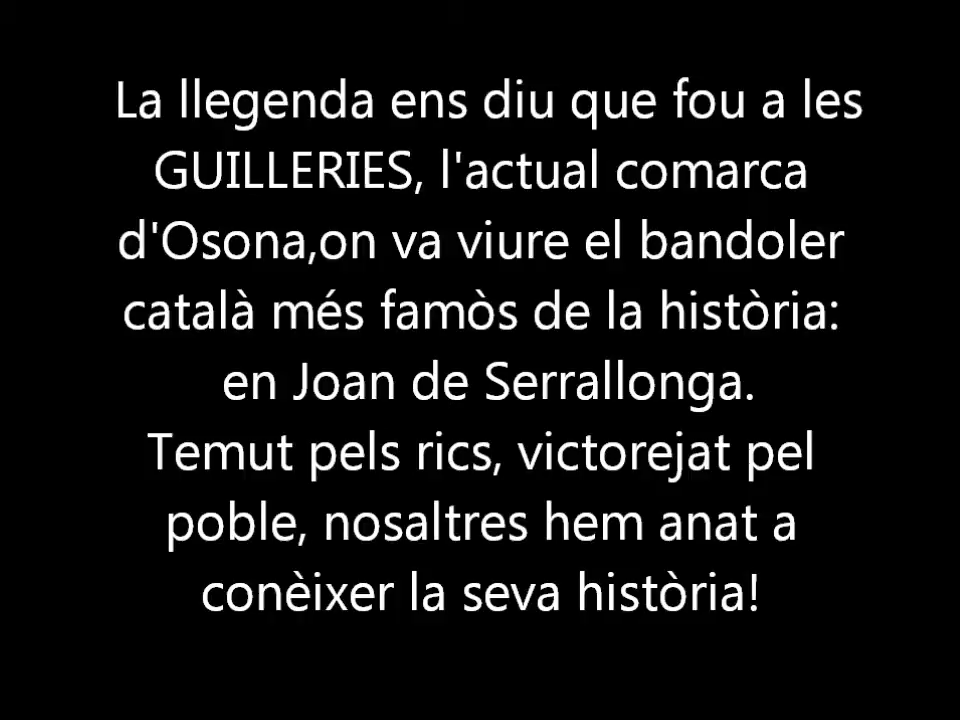 La llegenda ens diu que fou a les
GUILLERIES, l'actual comarca
d'Osona,on va viure el bandoler
català més famòs de la història:
en Joan de Serrallonga.
Temut pels rics, victorejat pel
poble, nosaltres hem anat a
conèixer la seva història!